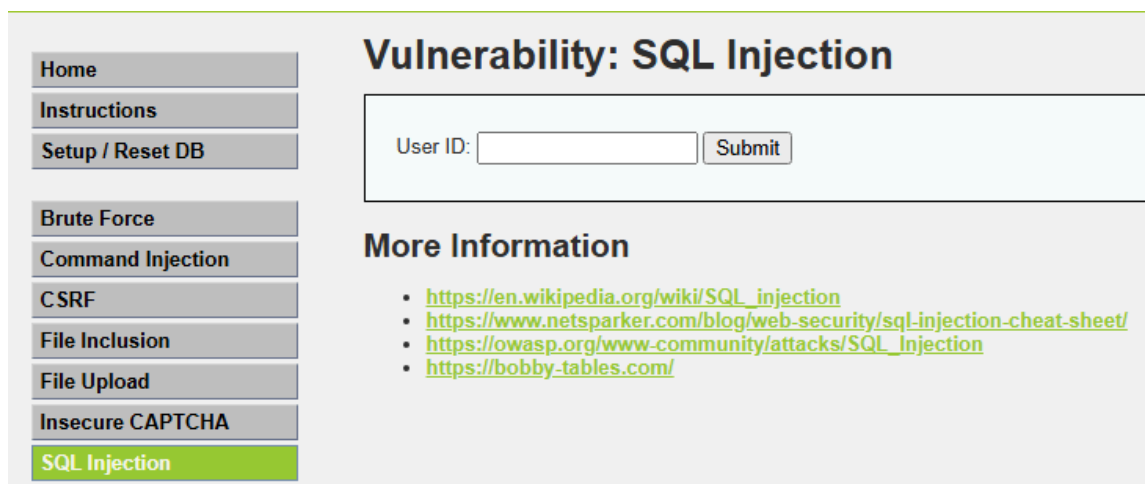 Home
Instructions
Setup / Reset DB
Brute Force
Command Injection
CSRF
File Inclusion
File Upload
Insecure CAPTCHA
SQL Injection
Vulnerability: SQL Injection
User ID:
Submit
More Information
https://en.wikipedia.org/wiki/SQL_injection
https://www.netsparker.com/blog/web-security/sql-injection-cheat-sheet/
https://owasp.org/www-community/attacks/SQL_Injection
https://bobby-tables.com/